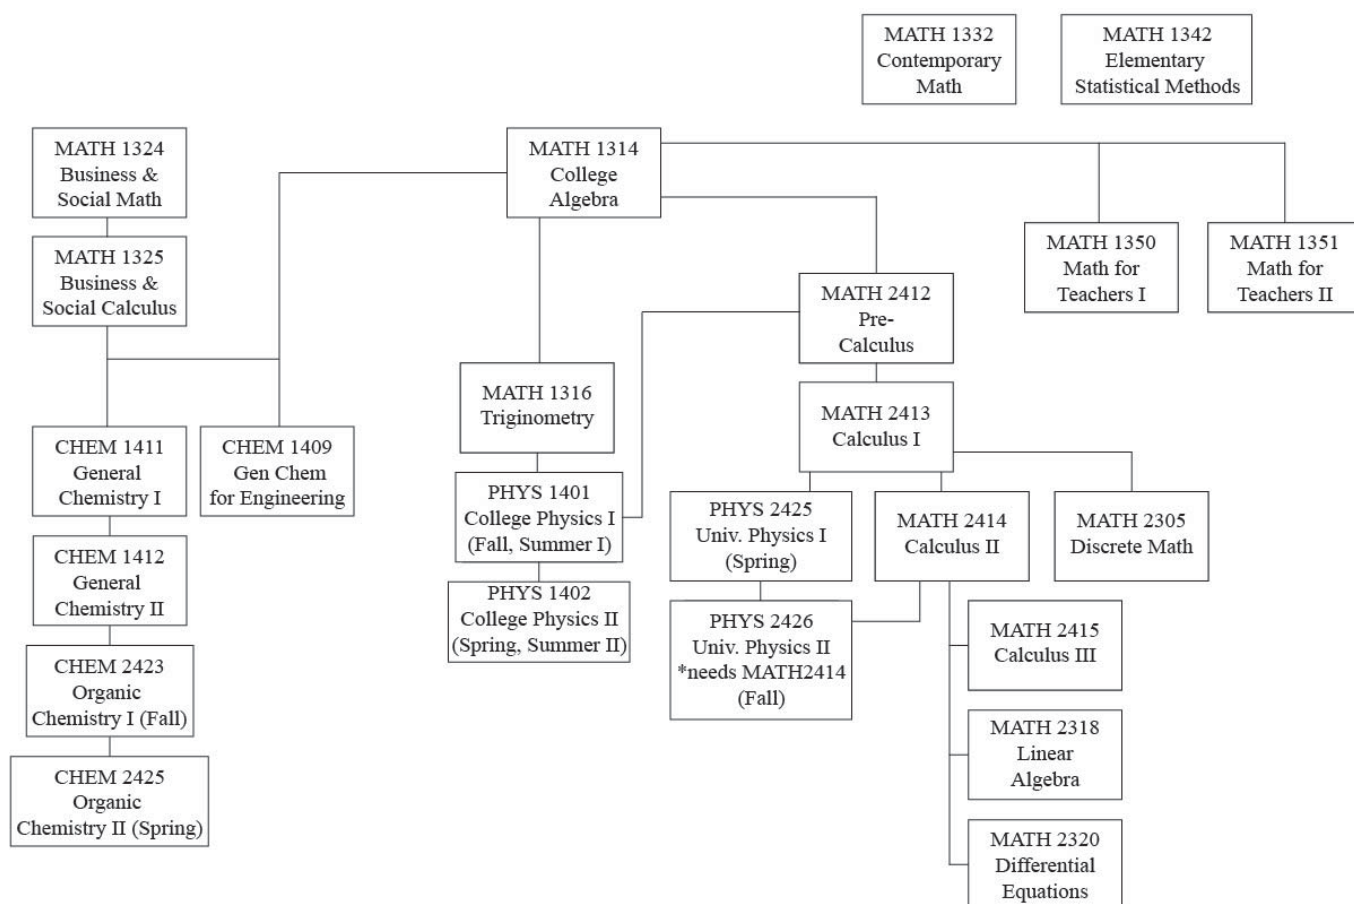 MATH 1332
Contemporary
Math
MATH 1342
Elementary
Statistical Methods
MATH 1324
Business &
Social Math
MATH 1314
College
Algebra
MATH 1325
Business &
Social Calculus
MATH 1350
Math for
Teachers I
MATH 1351
Math for
Teachers II
MATH 2412
Pre-
Calculus
MATH 1316
Triginometry
MATH 2413
Calculus I
CHEM 1411
General
Chemistry I
CHEM 1409
Gen Chem
for Engineering
PHYS 1401
College Physics I
(Fall, Summer I)
PHYS 2425
Univ. Physics I
(Spring)
MATH 2414
Calculus II
MATH 2305
Discrete Math
CHEM 1412
General
Chemistry II
PHYS 1402
College Physics II
(Spring, Summer II)
PHYS 2426
Univ. Physics II
*needs MATH2414
(Fall)
MATH 2415
Calculus III
CHEM 2423
Organic
Chemistry I (Fall)
MATH 2318
Linear
Algebra
CHEM 2425
Organic
Chemistry II (Spring)
MATH 2320
Differential
Equations